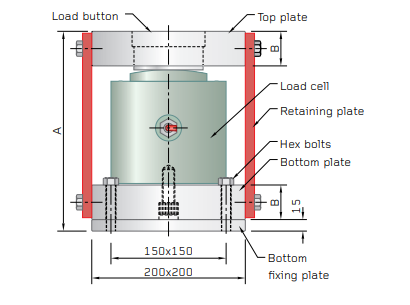 Load button
Top plate
B
A
Load cell
Retaining plate
Hex bolts
Bottom plate
B
15
150x150
200x200
Bottom
fixing plate